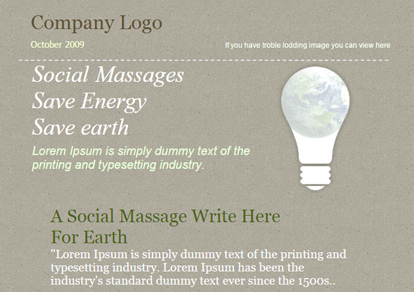 Company Logo
October 2009
If you have troble lodding image you can view here
Social Massages
Save Energy
Save earth
Lorem Ipsum is simply dummy text of the
printing and typesetting industry.
A Social Massage Write Here
For Earth
"Lorem Ipsum is simply dummy text of the printing and
typesetting industry. Lorem Ipsum has been the
industry's standard dummy text ever since the 1500s..